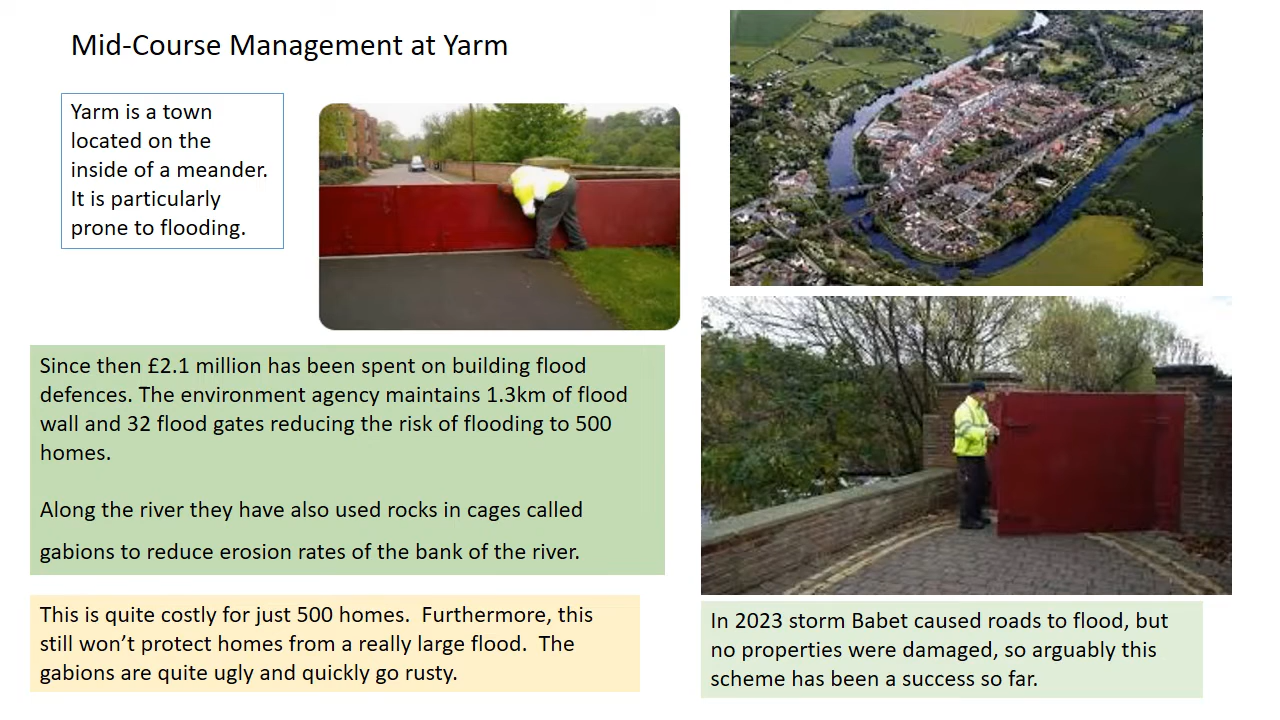 Mid-Course Management at Yarm
Yarm is a town
located on the
inside of a meander.
It is particularly
prone to flooding.
Since then £2.1 million has been spent on building flood
defences. The environment agency maintains 1.3km of flood
wall and 32 flood gates reducing the risk of flooding to 500
homes.
Along the river they have also used rocks in cages called
gabions to reduce erosion rates of the bank of the river.
This is quite costly for just 500 homes.  Furthermore, this
still won’t protect homes from a really large flood.  The
gabions are quite ugly and quickly go rusty.
In 2023 storm Babet caused roads to flood, but
no properties were damaged, so arguably this
scheme has been a success so far.